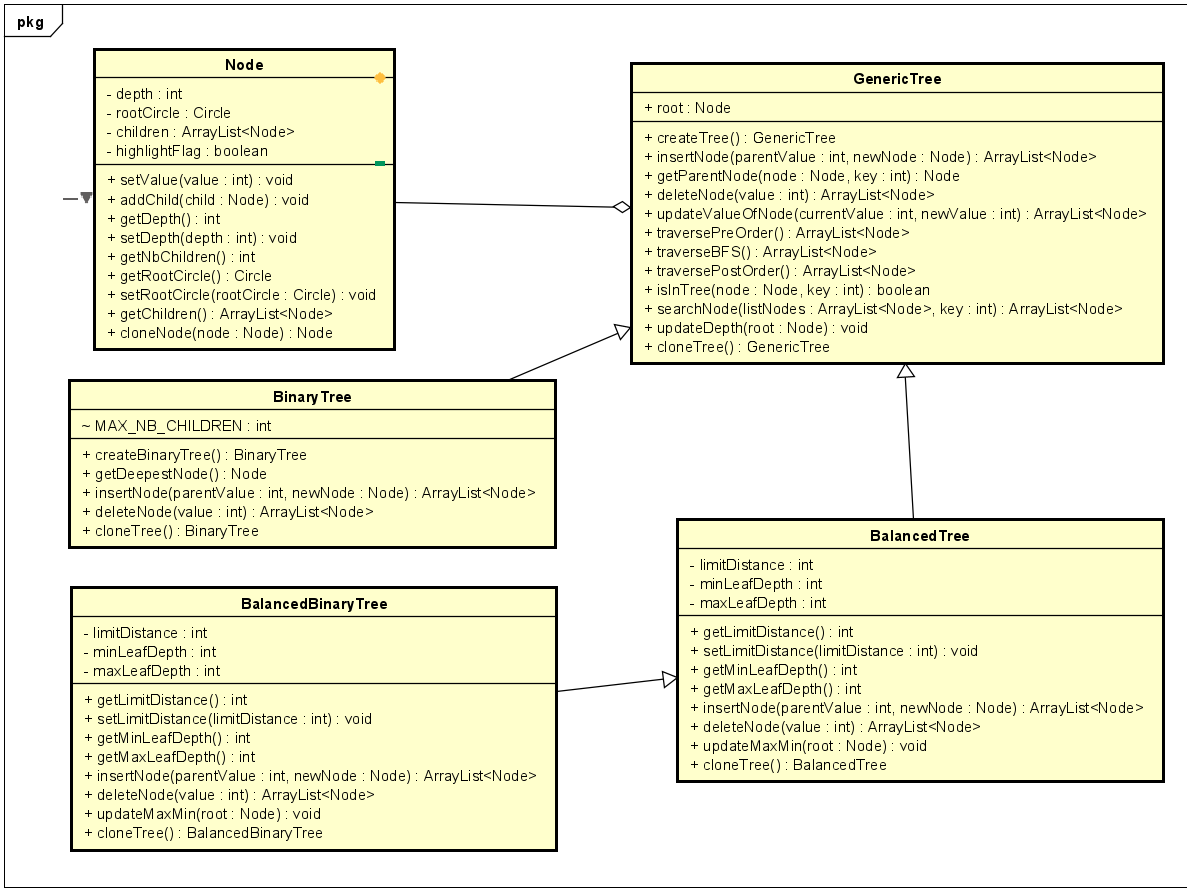 pkg
Node
- depth : int
- rootCircle : Circle
- children : ArrayList<Node>
- highlightFlag : boolean
+ setValue(value : int) : void
+ addChild(child : Node) : void
+ getDepth() : int
+ setDepth(depth : int) : void
+ getNbChildren() : int
+ getRootCircle() : Circle
+ setRootCircle(rootCircle : Circle) : void
+ getChildren() : ArrayList<Node>
+ cloneNode(node : Node) : Node
GenericTree
+ root : Node
+ createTree() : GenericTree
+ insertNode(parentValue : int, newNode : Node) : ArrayList<Node>
+ getParentNode(node : Node, key : int) : Node
+ deleteNode(value : int) : ArrayList<Node>
+ updateValueOfNode(currentValue : int, newValue : int) : ArrayList<Node>
+ traversePreOrder() : ArrayList<Node>
+ traverseBFS() : ArrayList<Node>
+ traversePostOrder() : ArrayList<Node>
+ isInTree(node : Node, key : int) : boolean
+ searchNode(listNodes : ArrayList<Node>, key : int) : ArrayList<Node>
+ updateDepth(root : Node) : void
+ cloneTree() : GenericTree
BinaryTree
~ MAX_NB_CHILDREN : int
+ createBinaryTree() : BinaryTree
+ getDeepestNode() : Node
+ insertNode(parentValue : int, newNode : Node) : ArrayList<Node>
+ deleteNode(value : int) : ArrayList<Node>
+ cloneTree() : BinaryTree
BalancedTree
- limitDistance : int
- minLeafDepth : int
- maxLeafDepth : int
+ getLimitDistance() : int
+ setLimitDistance(limitDistance : int) : void
+ getMinLeafDepth() : int
+ getMaxLeafDepth() : int
+ insertNode(parentValue : int, newNode : Node) : ArrayList<Node>
+ deleteNode(value : int) : ArrayList<Node>
+ updateMaxMin(root : Node) : void
+ cloneTree() : BalancedTree
BalancedBinaryTree
- limitDistance : int
- minLeafDepth : int
- maxLeafDepth : int
+ getLimitDistance() : int
+ setLimitDistance(limitDistance : int) : void
+ getMinLeafDepth() : int
+ getMaxLeafDepth() : int
+ insertNode(parentValue : int, newNode : Node) : ArrayList<Node>
+ deleteNode(value : int) : ArrayList<Node>
+ updateMaxMin(root : Node) : void
+ cloneTree() : BalancedBinaryTree